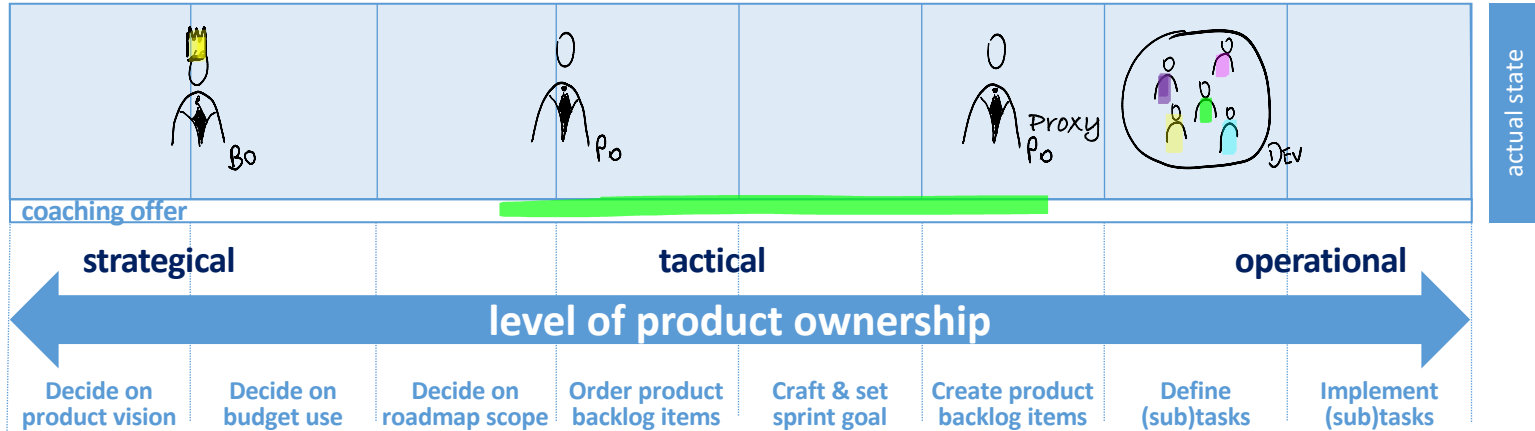 BO
PO
Proxy
PO
DEV
actual state
coaching offer
strategical
tactical
operational
level of product ownership
Decide on
product vision
Decide on
budget use
Decide on
roadmap scope
Order product
backlog items
Craft & set
sprint goal
Create product
backlog items
Define
(sub)tasks
Implement
(sub)tasks